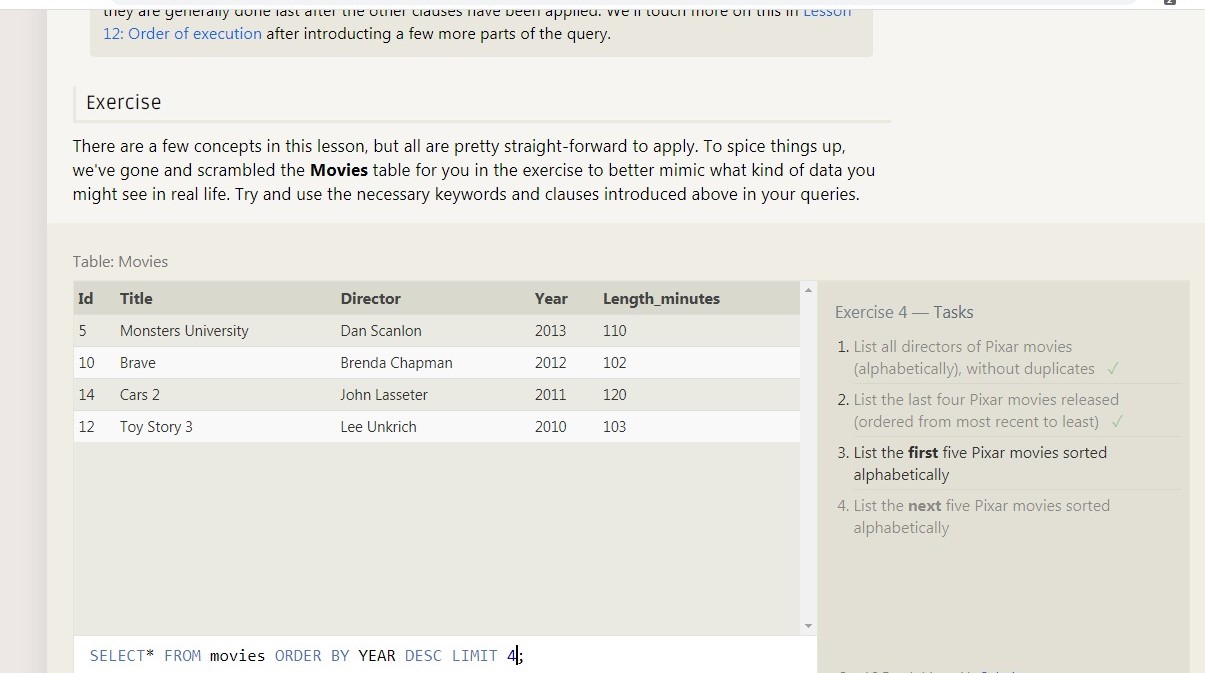 they are generally done last after the other clauses have been applied. We'll touch more on this in Lesson
12: Order of execution after introducting a few more parts of the query.
Exercise
There are a few concepts in this lesson, but all are pretty straight-forward to apply. To spice things up,
we've gone and scrambled the Movies table for you in the exercise to better mimic what kind of data you
might see in real life. Try and use the necessary keywords and clauses introduced above in your queries.
Table: Movies
Id Title Director Year Length_minutes
5 Monsters University Dan Scanlon 2013 110
10 Brave Brenda Chapman 2012 102
14 Cars 2 John Lasseter 2011 120
12 Toy Story 3 Lee Unkrich 2010 103
SELECT* FROM movies ORDER BY YEAR DESC LIMIT 4;
Exercise 4 — Tasks
1. List all directors of Pixar movies
(alphabetically), without duplicates ✓
2. List the last four Pixar movies released
(ordered from most recent to least) ✓
3. List the first five Pixar movies sorted
alphabetically
4. List the next five Pixar movies sorted
alphabetically